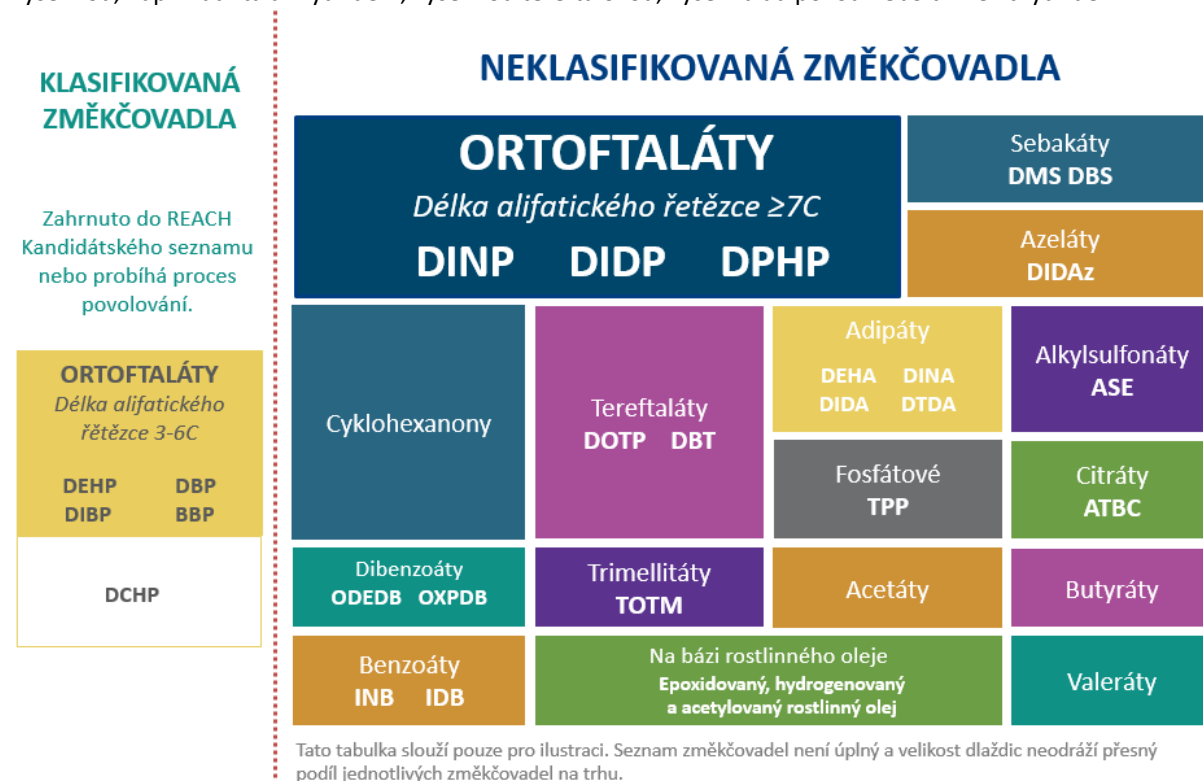 KLASIFIKOVANÁ
ZMĚKČOVADLA
Zahrnuto do REACH
Kandidátského seznamu
nebo probíhá proces
povolování.
ORTOFTALÁTY
Délka alifatického
řětězce 3-6C
DEHP DBP
DIBP BBP
DCHP
NEKLASIFIKOVANÁ ZMĚKČOVADLA
ORTOFTALÁTY
Délka alifatického řetězce ≥7C
DINP DIDP DPHP
Sebakáty
DMS DBS
Azeláty
DIDAz
Cyklohexanony
Tereftaláty
DOTP DBT
Adipáty
DEHA DINA
DIDA DTDA
Alkylsulfonáty
ASE
Fosfátové
TPP
Citráty
ATBC
Dibenzoáty
ODEDB OXPDB
Trimellitáty
TOTM
Acetáty
Butyráty
Benzoáty
INB IDB
Na bázi rostlinného oleje
Epoxidovaný, hydrogenovaný
a acetylovaný rostlinný olej
Valeráty
Tato tabulka slouží pouze pro ilustraci. Seznam změkčovadel není úplný a velikost dlaždic neodráží přesný
podíl jednotlivých změkčovadel na trhu.